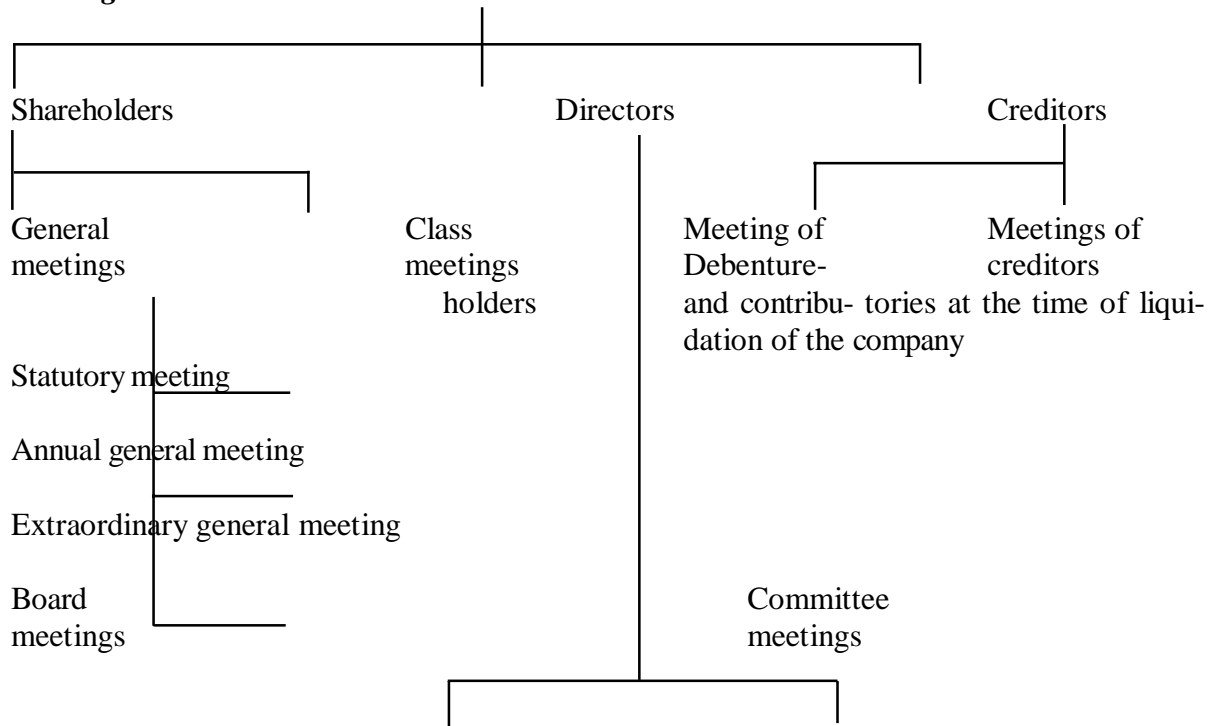 Shareholders Directors Creditors
General Class Meeting of Meetings of
meetings meetings Debenture- creditors
holders and contribu- tories at the time of liqui-
dation of the company
Statutory meeting
Annual general meeting
Extraordinary general meeting
Board Committee
meetings meetings